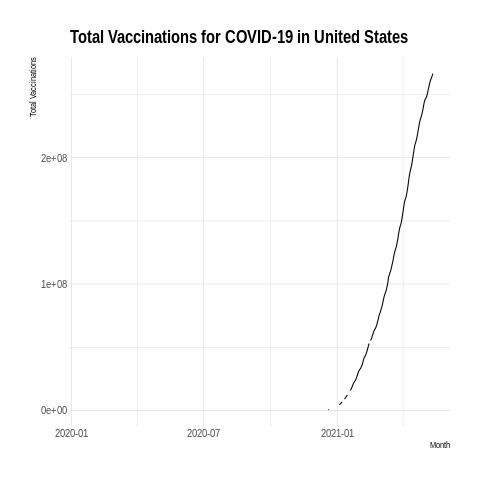 Total Vaccinations for COVID-19 in United States
Total Vaccinations
2e+08
1e+08
0e+00
2020-01 2020-07 2021-01
Month